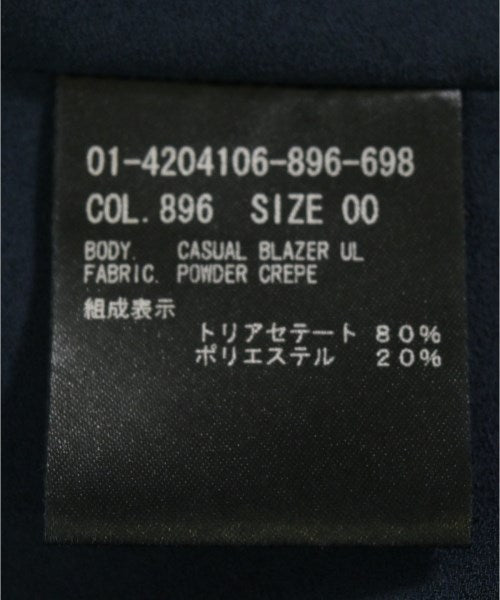 01-4204106-896-698
COL. 896 SIZE 00
BODY. CASUAL BLAZER UL
FABRIC. POWDER CREPE
組成表示
トリアセテート 80%
ポリエステル 20%